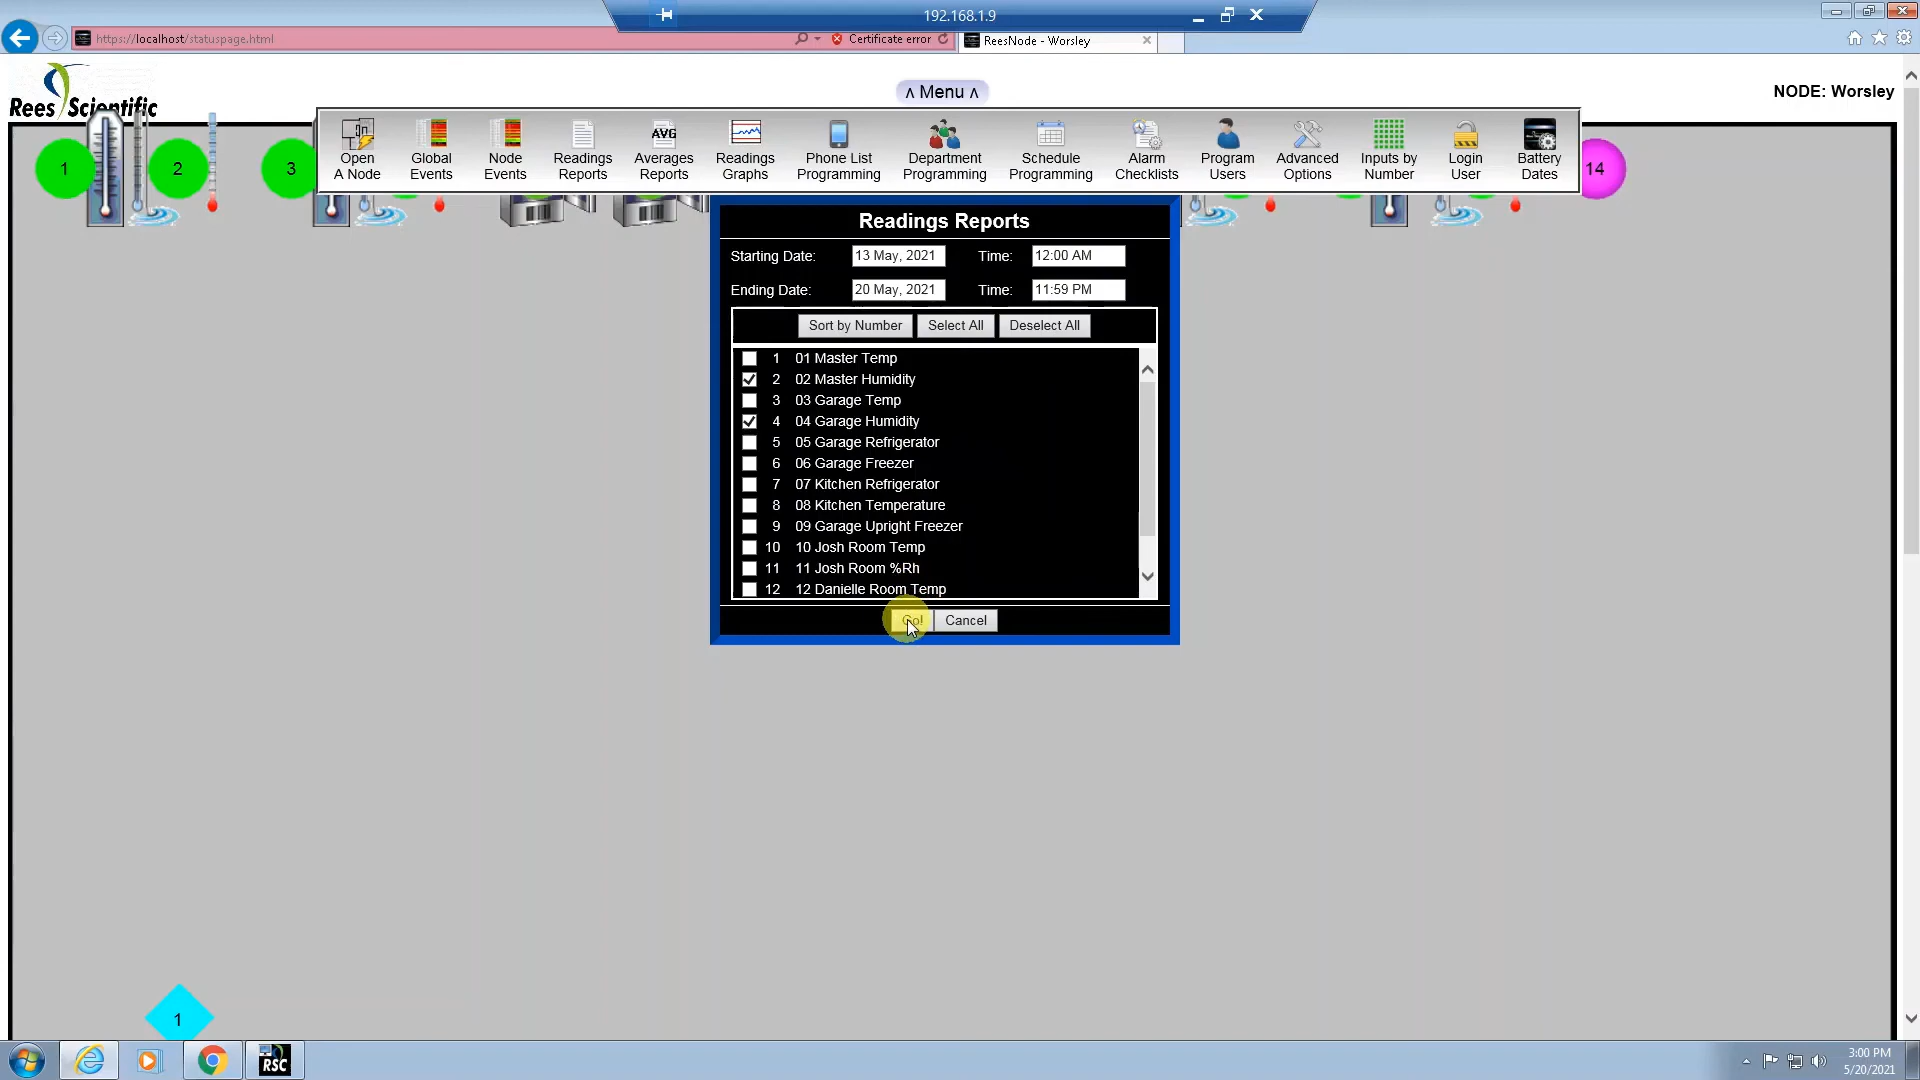 192.168.1.9
https://localhost/statuspage.html
Certificate error
ReesNode - Worsley
Rees Scientific
∧ Menu ∧
NODE: Worsley
1
2
3
14
Open A Node
Global Events
Node Events
Readings Reports
Averages Reports
Readings Graphs
Phone List Programming
Department Programming
Schedule Programming
Alarm Checklists
Program Users
Advanced Options
Inputs by Number
Login User
Battery Dates
AVG
Readings Reports
Starting Date: 13 May, 2021 Time: 12:00 AM
Ending Date: 20 May, 2021 Time: 11:59 PM
Sort by Number Select All Deselect All
1 01 Master Temp
2 02 Master Humidity
3 03 Garage Temp
4 04 Garage Humidity
5 05 Garage Refrigerator
6 06 Garage Freezer
7 07 Kitchen Refrigerator
8 08 Kitchen Temperature
9 09 Garage Upright Freezer
10 10 Josh Room Temp
11 11 Josh Room %Rh
12 12 Danielle Room Temp
Go! Cancel
1
RSC
3:00 PM
5/20/2021